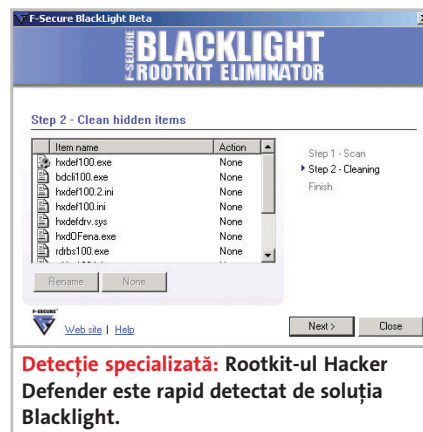 F-Secure BlackLight Beta
F-SECURE BLACKLIGHT
ROOTKIT ELIMINATOR
Step 2 - Clean hidden items
Item name Action
hxdef100.exe None
bdcli100.exe None
hxdef100.2.ini None
hxdef100.ini None
hxdefdrv.sys None
hxdOFena.exe None
rdrbs100.exe None
Step 1 - Scan
Step 2 - Cleaning
Finish
Rename None
F-SECURE
Web site | Help
Next > Close
Detecție specializată: Rootkit-ul Hacker
Defender este rapid detectat de soluția
Blacklight.